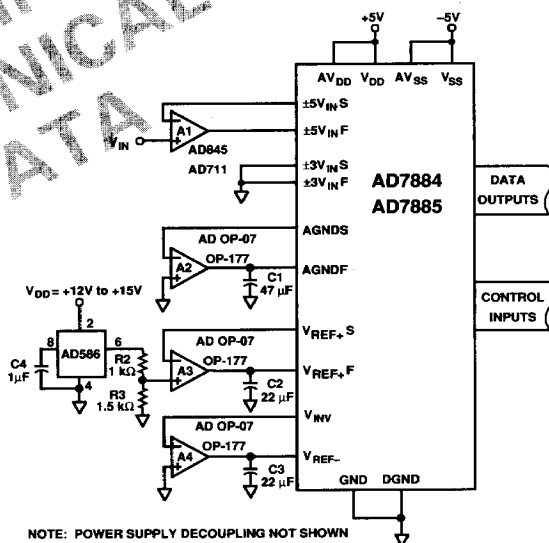 NICAL
ATA
+5V
–5V
AVDD
VDD
AVSS
VSS
±5VIN S
A1
±5VIN F
VIN
AD845
AD711
±3VIN S
±3VIN F
AD7884
AD7885
DATA
OUTPUTS
AD OP-07
AGNDS
OP-177
A2
AGNDF
C1
47 µF
CONTROL
INPUTS
VDD = +12V to +15V
2
8
AD586
6
R2
1 kΩ
C4
1µF
4
R3
1.5 kΩ
AD OP-07
VREF+ S
OP-177
A3
VREF+ F
C2
22 µF
VINV
AD OP-07
OP-177
A4
VREF–
C3
22 µF
GND
DGND
NOTE: POWER SUPPLY DECOUPLING NOT SHOWN